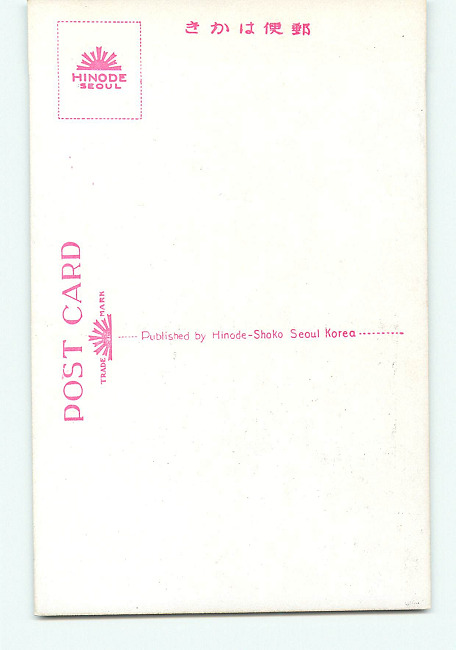 郵便はかき
HINODE
SEOUL
POST CARD
TRADE MARK
Published by Hinode-Shoko Seoul Korea